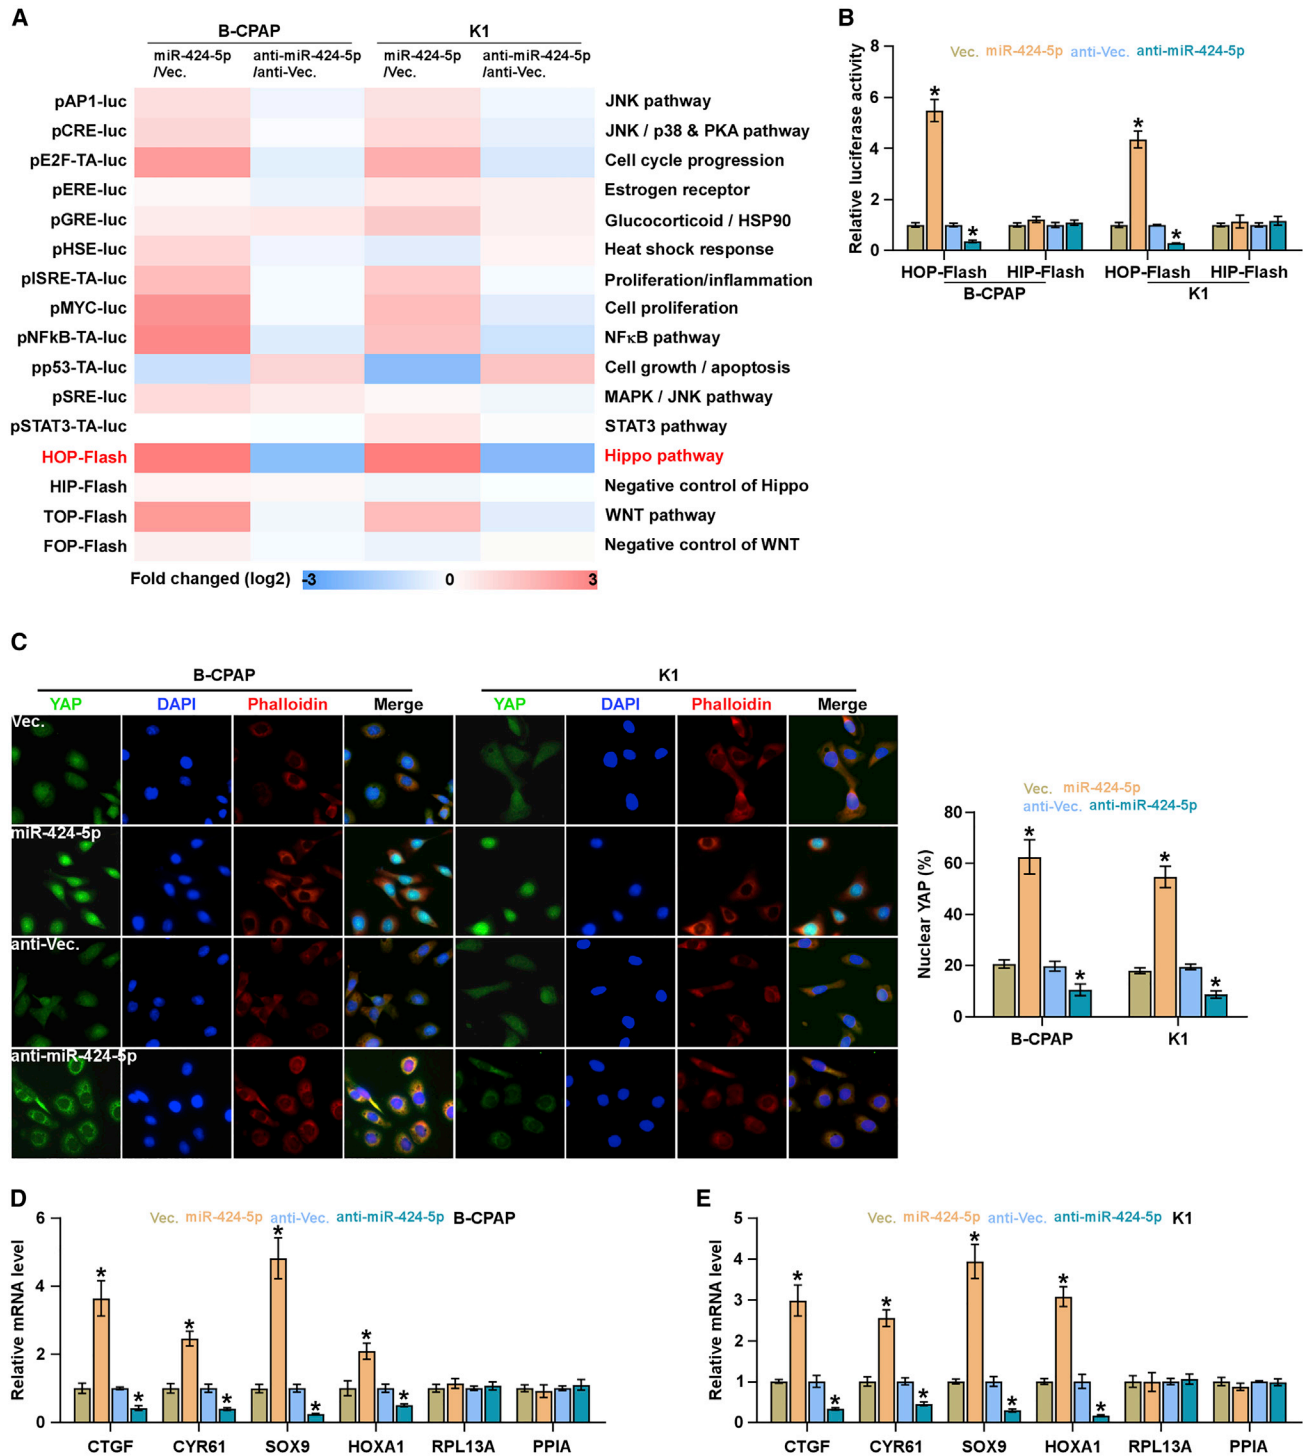 A
B-CPAP K1
miR-424-5p anti-miR-424-5p miR-424-5p anti-miR-424-5p
/Vec. /anti-Vec. /Vec. /anti-Vec.
pAP1-luc JNK pathway
pCRE-luc JNK / p38 & PKA pathway
pE2F-TA-luc Cell cycle progression
pERE-luc Estrogen receptor
pGRE-luc Glucocorticoid / HSP90
pHSE-luc Heat shock response
pISRE-TA-luc Proliferation/inflammation
pMYC-luc Cell proliferation
pNFkB-TA-luc NFκB pathway
pp53-TA-luc Cell growth / apoptosis
pSRE-luc MAPK / JNK pathway
pSTAT3-TA-luc STAT3 pathway
HOP-Flash Hippo pathway
HIP-Flash Negative control of Hippo
TOP-Flash WNT pathway
FOP-Flash Negative control of WNT
Fold changed (log2) -3 0 3
B
Vec. miR-424-5p anti-Vec. anti-miR-424-5p
Relative luciferase activity
8
6
4
2
0
* * * *
HOP-Flash HIP-Flash HOP-Flash HIP-Flash
B-CPAP K1
C
B-CPAP K1
YAP DAPI Phalloidin Merge YAP DAPI Phalloidin Merge
Vec.
miR-424-5p
anti-Vec.
anti-miR-424-5p
Vec. miR-424-5p
anti-Vec. anti-miR-424-5p
Nuclear YAP (%)
80
60
40
20
0
* * * *
B-CPAP K1
D
Vec. miR-424-5p anti-Vec. anti-miR-424-5p B-CPAP
Relative mRNA level
6
4
2
0
* * * * * * * *
CTGF CYR61 SOX9 HOXA1 RPL13A PPIA
E
Vec. miR-424-5p anti-Vec. anti-miR-424-5p K1
Relative mRNA level
5
4
3
2
1
0
* * * * * * * *
CTGF CYR61 SOX9 HOXA1 RPL13A PPIA